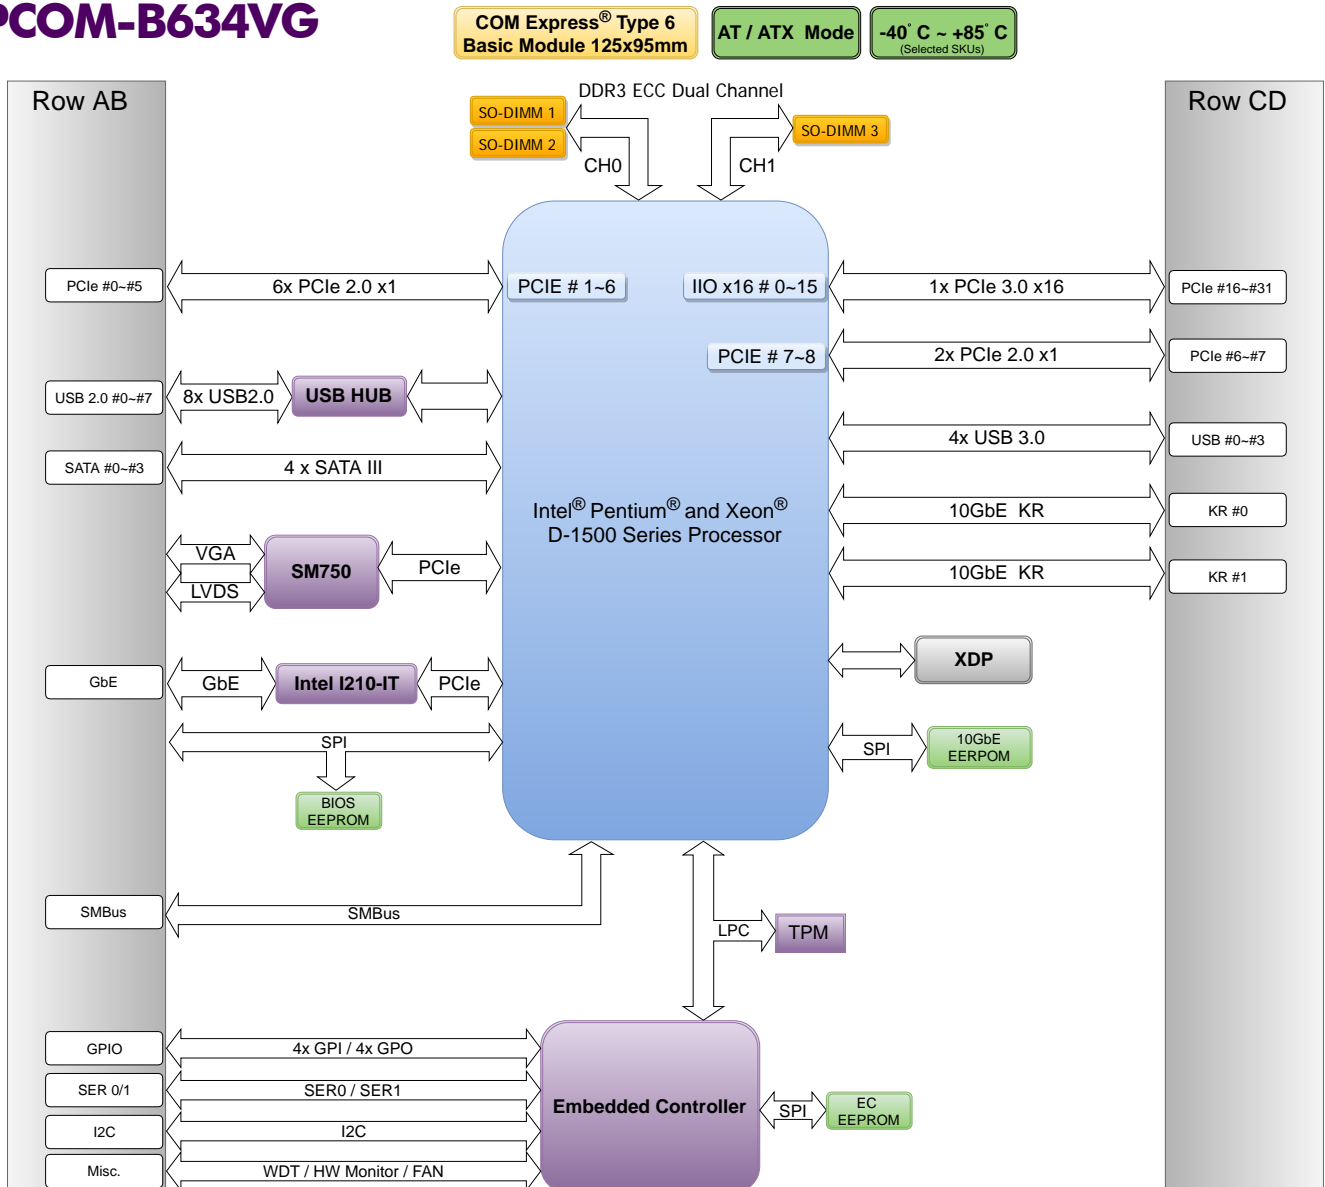 PCOM-B634VG
COM Express® Type 6
Basic Module 125x95mm
AT / ATX Mode
-40° C ~ +85° C
(Selected SKUs)
Row AB
Row CD
DDR3 ECC Dual Channel
SO-DIMM 1
SO-DIMM 2
SO-DIMM 3
CH0
CH1
PCIe #0~#5
6x PCIe 2.0 x1
PCIE # 1~6
IIO x16 # 0~15
1x PCIe 3.0 x16
PCIe #16~#31
PCIE # 7~8
2x PCIe 2.0 x1
PCIe #6~#7
USB 2.0 #0~#7
8x USB2.0
USB HUB
4x USB 3.0
USB #0~#3
SATA #0~#3
4 x SATA III
Intel® Pentium® and Xeon®
D-1500 Series Processor
10GbE KR
KR #0
VGA
LVDS
SM750
PCIe
10GbE KR
KR #1
XDP
GbE
GbE
Intel I210-IT
PCIe
SPI
BIOS
EEPROM
SPI
10GbE
EERPOM
SMBus
SMBus
LPC
TPM
GPIO
4x GPI / 4x GPO
SER 0/1
SER0 / SER1
I2C
I2C
Misc.
WDT / HW Monitor / FAN
Embedded Controller
SPI
EC
EEPROM